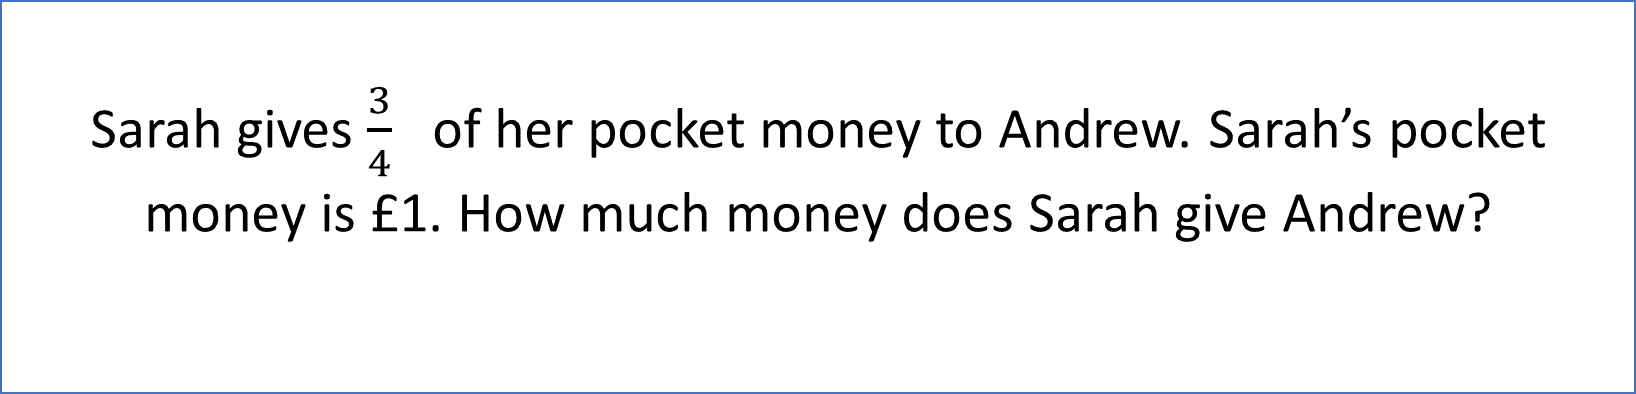 Sarah gives 3/4 of her pocket money to Andrew. Sarah’s pocket
money is £1. How much money does Sarah give Andrew?